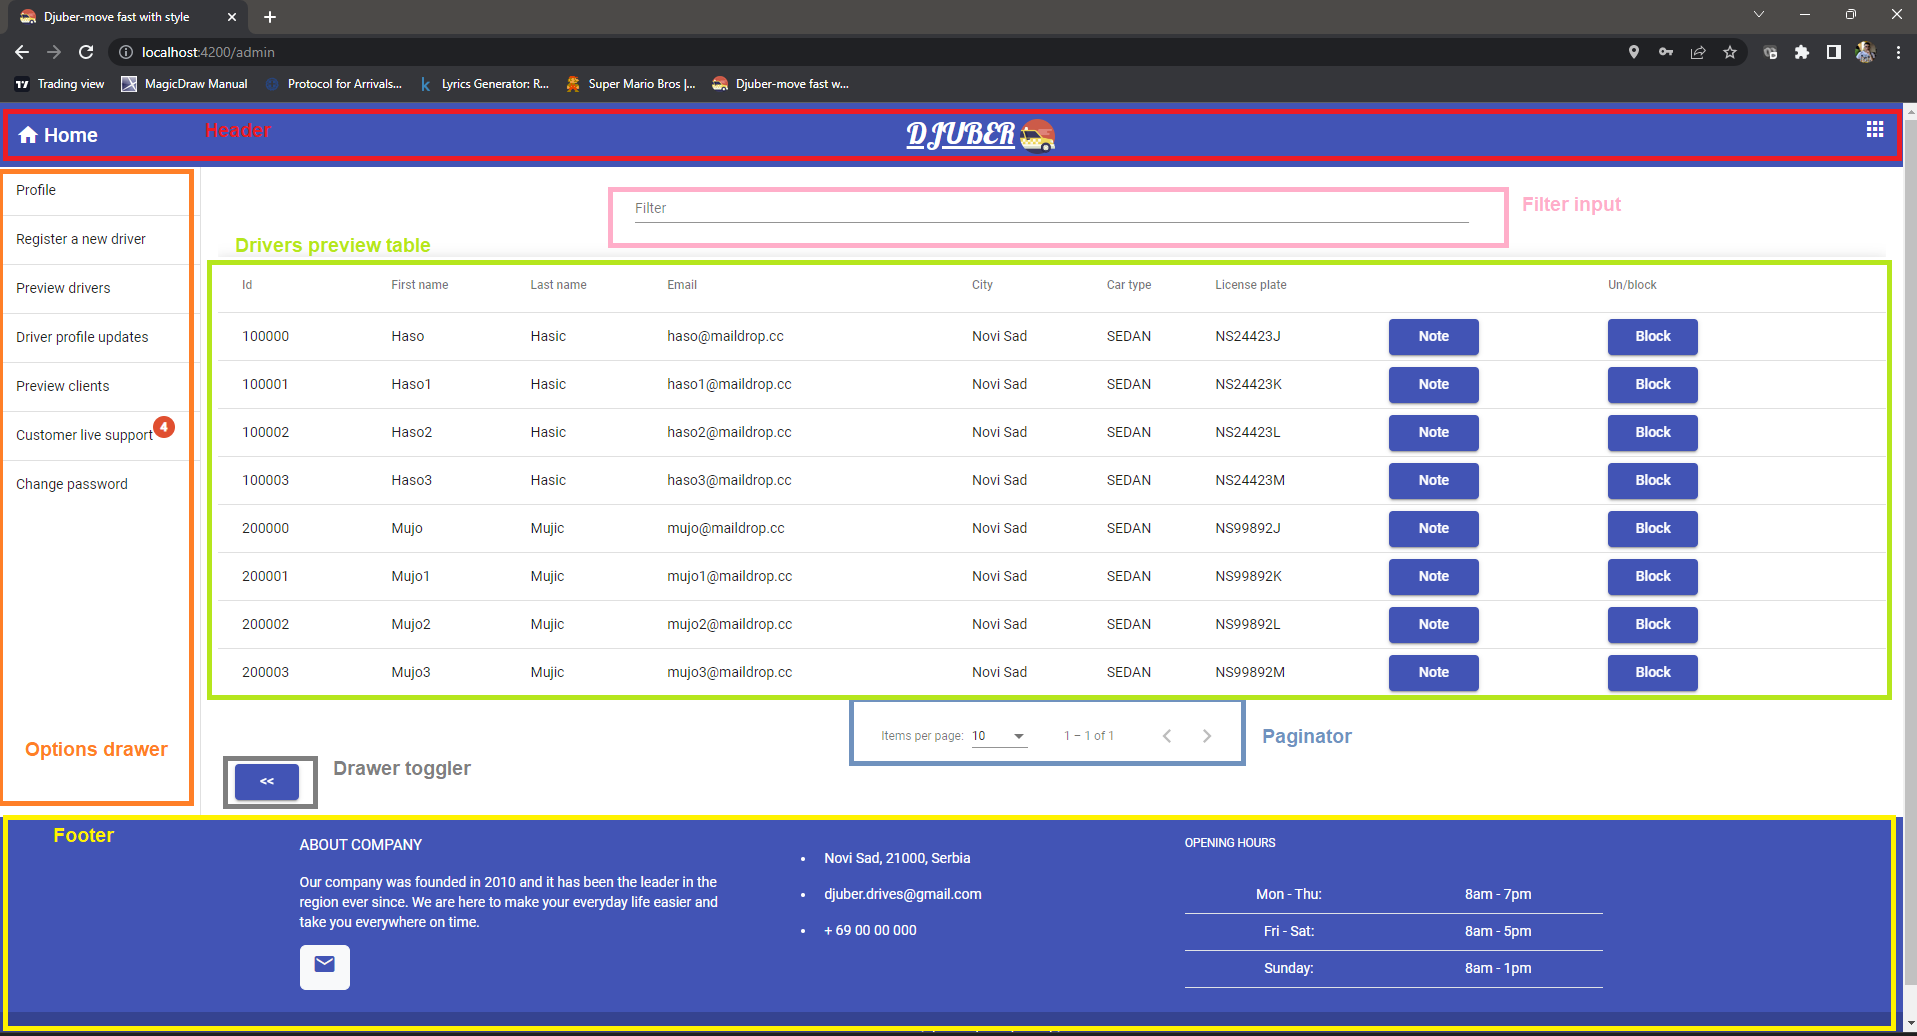 Djuber-move fast with style
localhost:4200/admin
Trading view MagicDraw Manual Protocol for Arrivals... Lyrics Generator: R... Super Mario Bros |... Djuber-move fast w...
Home Header DJUBER
Profile
Register a new driver
Preview drivers
Driver profile updates
Preview clients
Customer live support 4
Change password
Options drawer
Filter Filter input
Drivers preview table
Id First name Last name Email City Car type License plate Un/block
100000 Haso Hasic haso@maildrop.cc Novi Sad SEDAN NS24423J Note Block
100001 Haso1 Hasic haso1@maildrop.cc Novi Sad SEDAN NS24423K Note Block
100002 Haso2 Hasic haso2@maildrop.cc Novi Sad SEDAN NS24423L Note Block
100003 Haso3 Hasic haso3@maildrop.cc Novi Sad SEDAN NS24423M Note Block
200000 Mujo Mujic mujo@maildrop.cc Novi Sad SEDAN NS99892J Note Block
200001 Mujo1 Mujic mujo1@maildrop.cc Novi Sad SEDAN NS99892K Note Block
200002 Mujo2 Mujic mujo2@maildrop.cc Novi Sad SEDAN NS99892L Note Block
200003 Mujo3 Mujic mujo3@maildrop.cc Novi Sad SEDAN NS99892M Note Block
Items per page: 10 1 – 1 of 1 Paginator
<< Drawer toggler
Footer
ABOUT COMPANY
Our company was founded in 2010 and it has been the leader in the
region ever since. We are here to make your everyday life easier and
take you everywhere on time.
• Novi Sad, 21000, Serbia
• djuber.drives@gmail.com
• + 69 00 00 000
OPENING HOURS
Mon - Thu: 8am - 7pm
Fri - Sat: 8am - 5pm
Sunday: 8am - 1pm